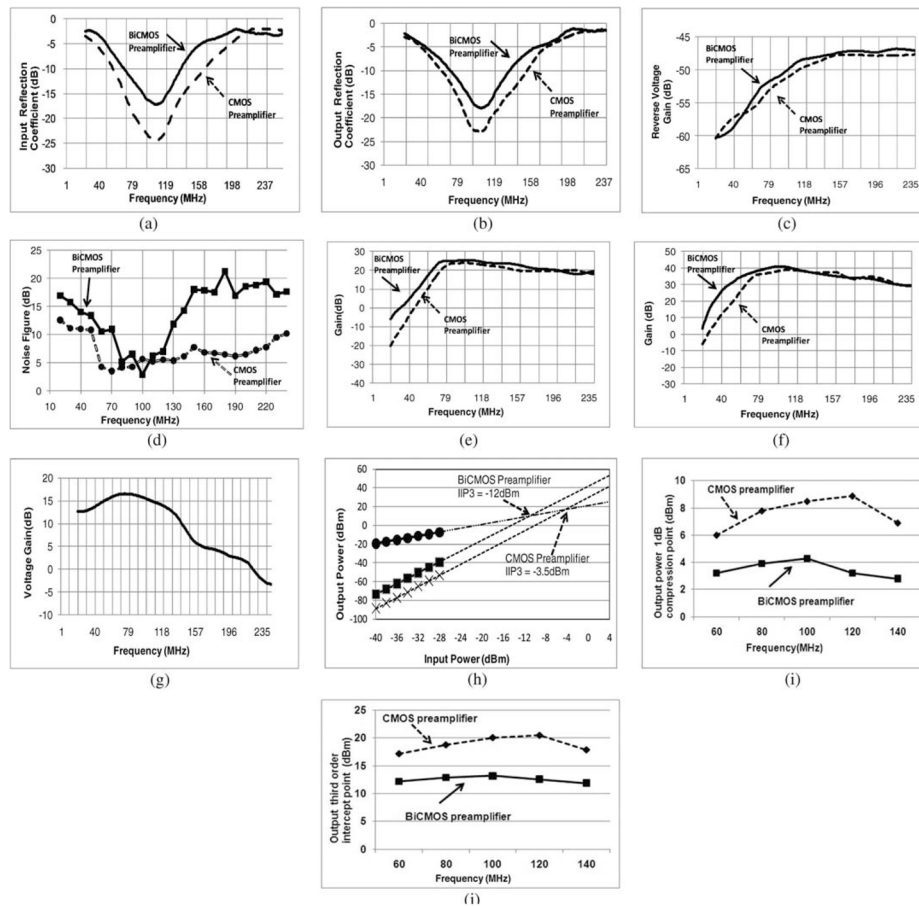 0
-5
-10
-15
-20
-25
-30
Input Reflection
Coefficient (dB)
BiCMOS
Preamplifier
CMOS
Preamplifier
1 40 79 119 158 198 237
Frequency (MHz)
(a)
0
-5
-10
-15
-20
-25
-30
Output Reflection
Coefficient (dB)
BiCMOS
Preamplifier
CMOS
Preamplifier
1 40 79 119 158 198 237
Frequency (MHz)
(b)
-45
-50
-55
-60
-65
Reverse Voltage
Gain (dB)
BiCMOS
Preamplifier
CMOS
Preamplifier
1 40 79 118 157 196 235
Frequency (MHz)
(c)
25
20
15
10
5
0
Noise Figure (dB)
BiCMOS
Preamplifier
CMOS
Preamplifier
10 40 70 100 130 160 190 220
Frequency (MHz)
(d)
30
20
10
0
-10
-20
-30
-40
Gain(dB)
BiCMOS
Preamplifier
CMOS
Preamplifier
1 40 79 118 157 196 235
Frequency (MHz)
(e)
50
40
30
20
10
0
-10
-20
-30
Gain (dB)
BiCMOS
Preamplifier
CMOS
Preamplifier
1 40 79 118 157 196 235
Frequency (MHz)
(f)
20
15
10
5
0
-5
-10
Voltage Gain(dB)
1 40 79 118 157 196 235
Frequency (MHz)
(g)
60
40
20
0
-20
-40
-60
-80
-100
Output Power (dBm)
BiCMOS Preamplifier
IIP3 = -12dBm
CMOS Preamplifier
IIP3 = -3.5dBm
-40 -36 -32 -28 -24 -20 -16 -12 -8 -4 0 4
Input Power (dBm)
(h)
10
8
6
4
2
0
Output power 1dB
compression point (dBm)
CMOS preamplifier
BiCMOS preamplifier
60 80 100 120 140
Frequency(MHz)
(i)
25
20
15
10
5
0
Output third order
intercept point (dBm)
CMOS preamplifier
BiCMOS preamplifier
60 80 100 120 140
Frequency (MHz)
(j)